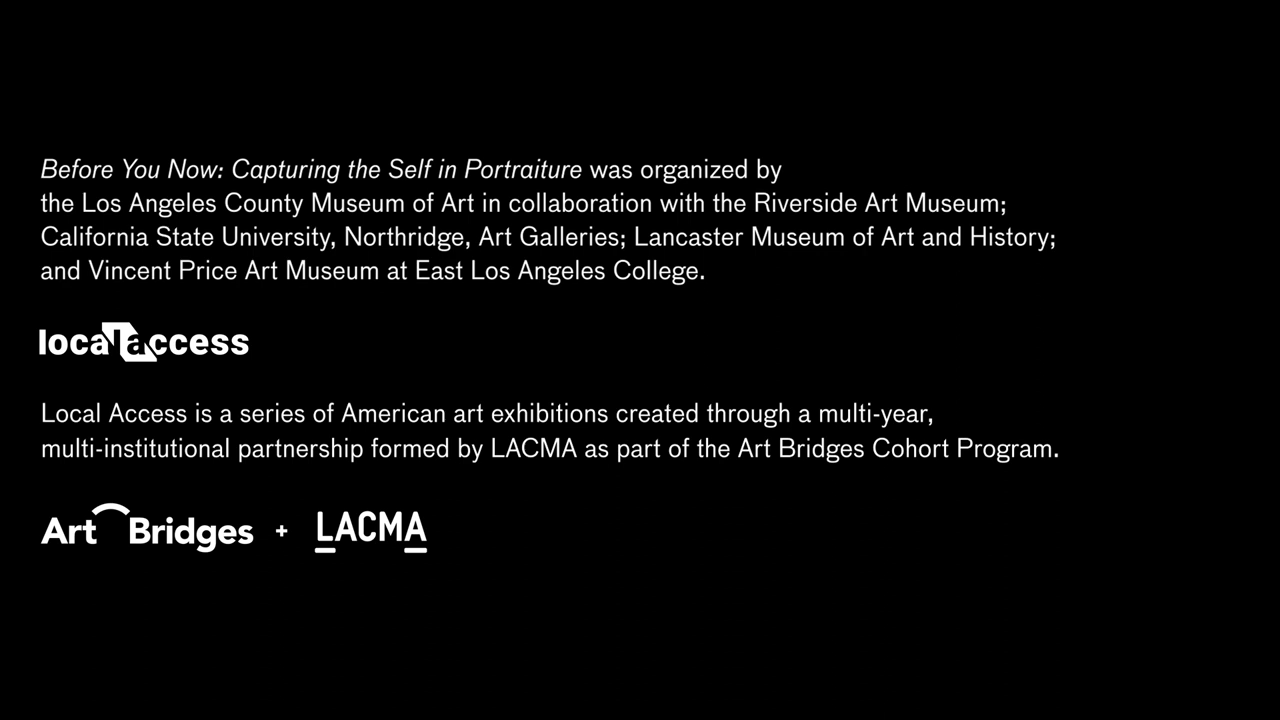 Before You Now: Capturing the Self in Portraiture was organized by
the Los Angeles County Museum of Art in collaboration with the Riverside Art Museum;
California State University, Northridge, Art Galleries; Lancaster Museum of Art and History;
and Vincent Price Art Museum at East Los Angeles College.
local access
Local Access is a series of American art exhibitions created through a multi-year,
multi-institutional partnership formed by LACMA as part of the Art Bridges Cohort Program.
Art Bridges + LACMA